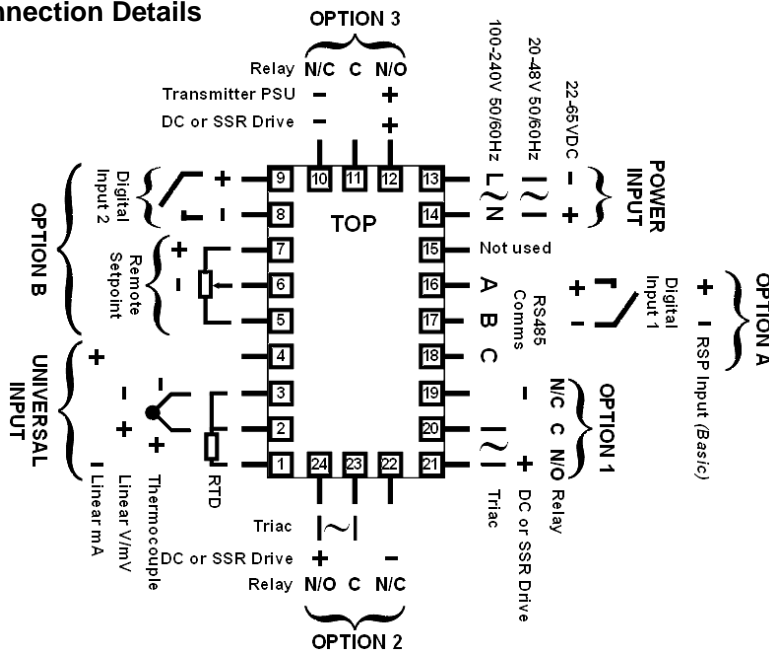 nnection Details
OPTION 3
Relay N/C C N/O
Transmitter PSU − +
DC or SSR Drive − +
100-240V 50/60Hz L ~ N
20-48V 50/60Hz ~
22-65VDC − +
POWER INPUT
9 10 11 12 13
8 14
TOP
7 15 Not used
6 16 A
5 17 B
4 18 C
3 19
2 20
1 24 23 22 21
Digital Input 2 + −
Remote Setpoint + −
OPTION B
UNIVERSAL INPUT
RTD
Thermocouple − +
Linear V/mV − +
Linear mA + −
RS485 Comms
Digital Input 1 + −
RSP Input (Basic) + −
OPTION A
OPTION 1
N/C C N/O Relay
DC or SSR Drive − +
Triac ~
Triac ~
DC or SSR Drive + −
Relay N/O C N/C
OPTION 2